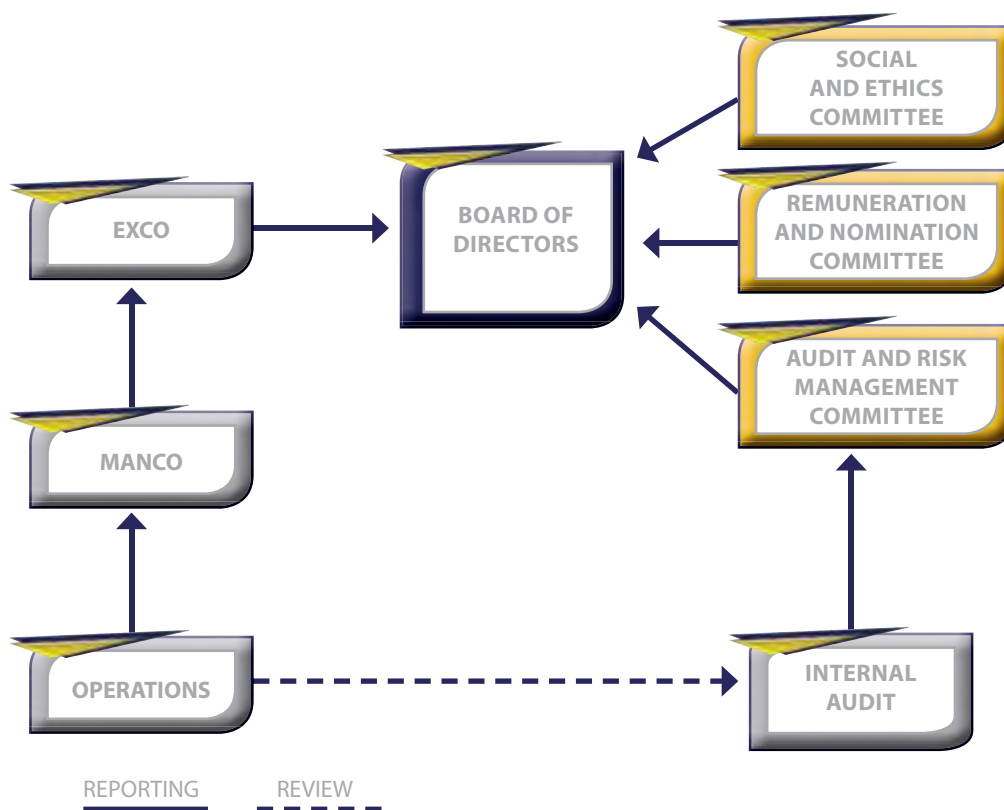 SOCIAL
AND ETHICS
COMMITTEE
EXCO
BOARD OF
DIRECTORS
REMUNERATION
AND NOMINATION
COMMITTEE
AUDIT AND RISK
MANAGEMENT
COMMITTEE
MANCO
OPERATIONS
INTERNAL
AUDIT
REPORTING
REVIEW